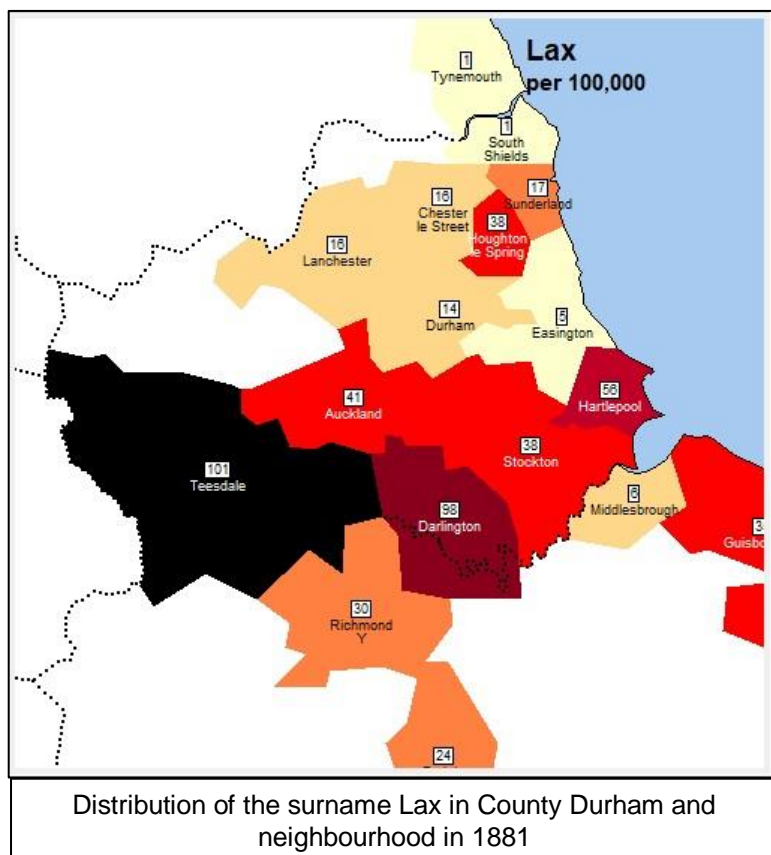 Lax
per 100,000
1
Tynemouth
1
South
Shields
17
Sunderland
16
Chester
le Street
38
Houghton
le Spring
16
Lanchester
14
Durham
5
Easington
56
Hartlepool
41
Auckland
38
Stockton
101
Teesdale
6
Middlesbrough
98
Darlington
30
Richmond
Y
24
Distribution of the surname Lax in County Durham and
neighbourhood in 1881